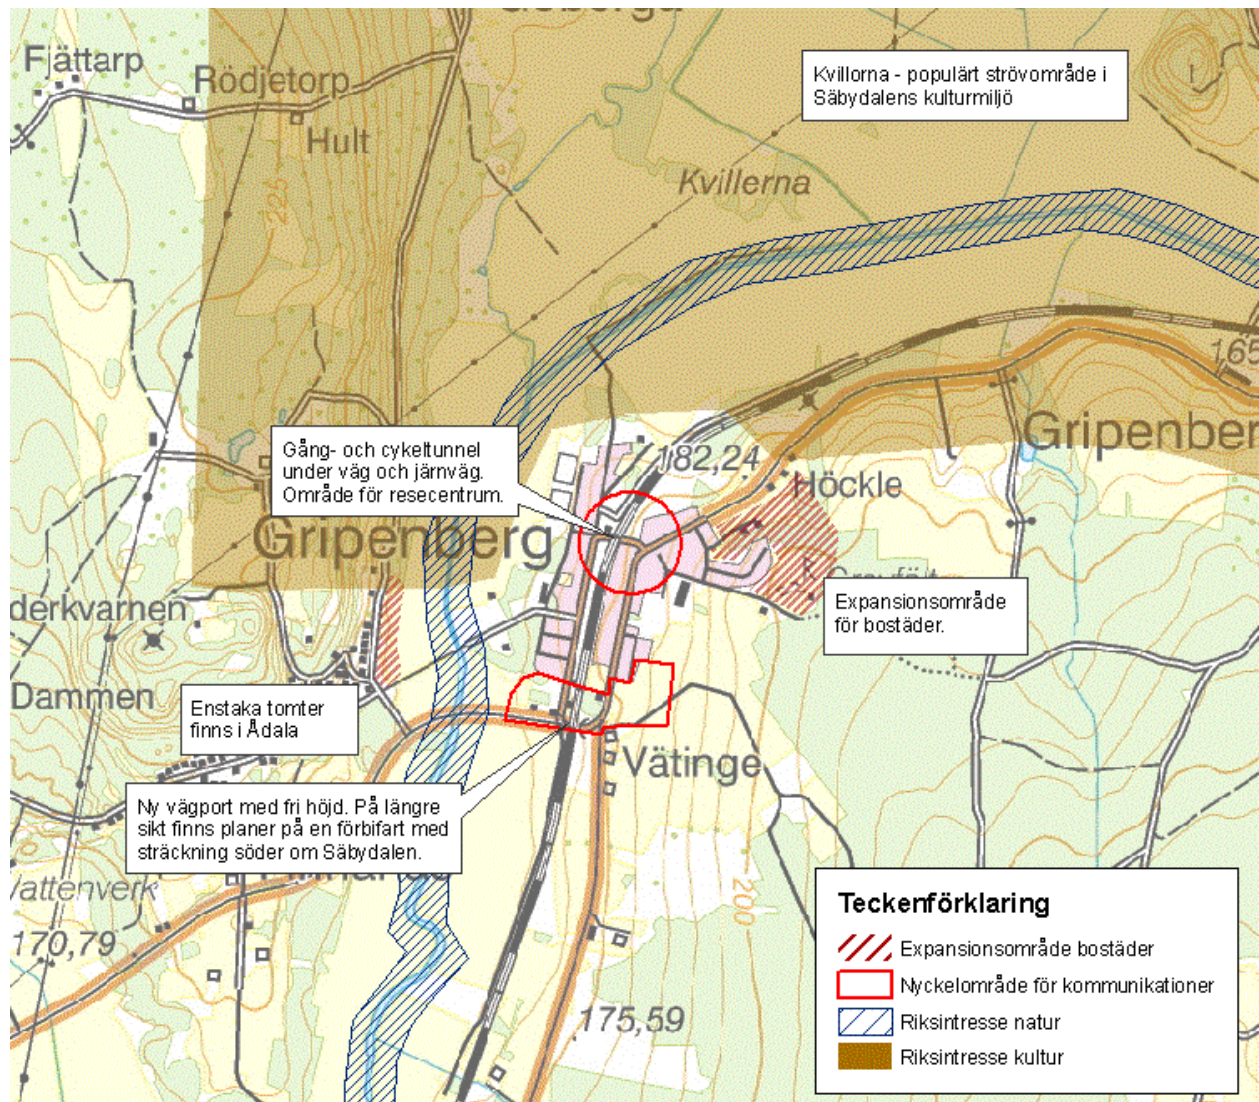 Fjättarp
Rödjetorp
Hult
225
Kvillorna - populärt strövområde i
Säbydalens kulturmiljö
Kvillerna
165
Gripenber
Gång- och cykeltunnel
under väg och järnväg.
Område för resecentrum.
182,24
Höckle
Gripenberg
derkvarnen
Expansionsområde
för bostäder.
Dammen
Enstaka tomter
finns i Ådala
Vätinge
Ny vägport med fri höjd. På längre
sikt finns planer på en förbifart med
sträckning söder om Säbydalen.
attenverk
200
170,79
175,59
Teckenförklaring
Expansionsområde bostäder
Nyckelområde för kommunikationer
Riksintresse natur
Riksintresse kultur